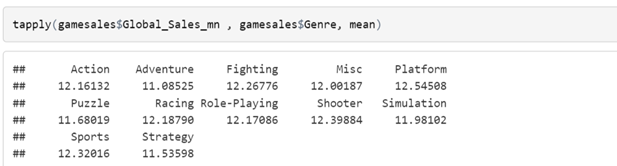 tapply(gamesales$Global_Sales_mn , gamesales$Genre, mean)
##       Action    Adventure     Fighting         Misc     Platform
##     12.16132     11.08525     12.26776     12.00187     12.54508
##       Puzzle       Racing Role-Playing      Shooter   Simulation
##     11.68019     12.18790     12.17086     12.39884     11.98102
##       Sports     Strategy
##     12.32016     11.53598